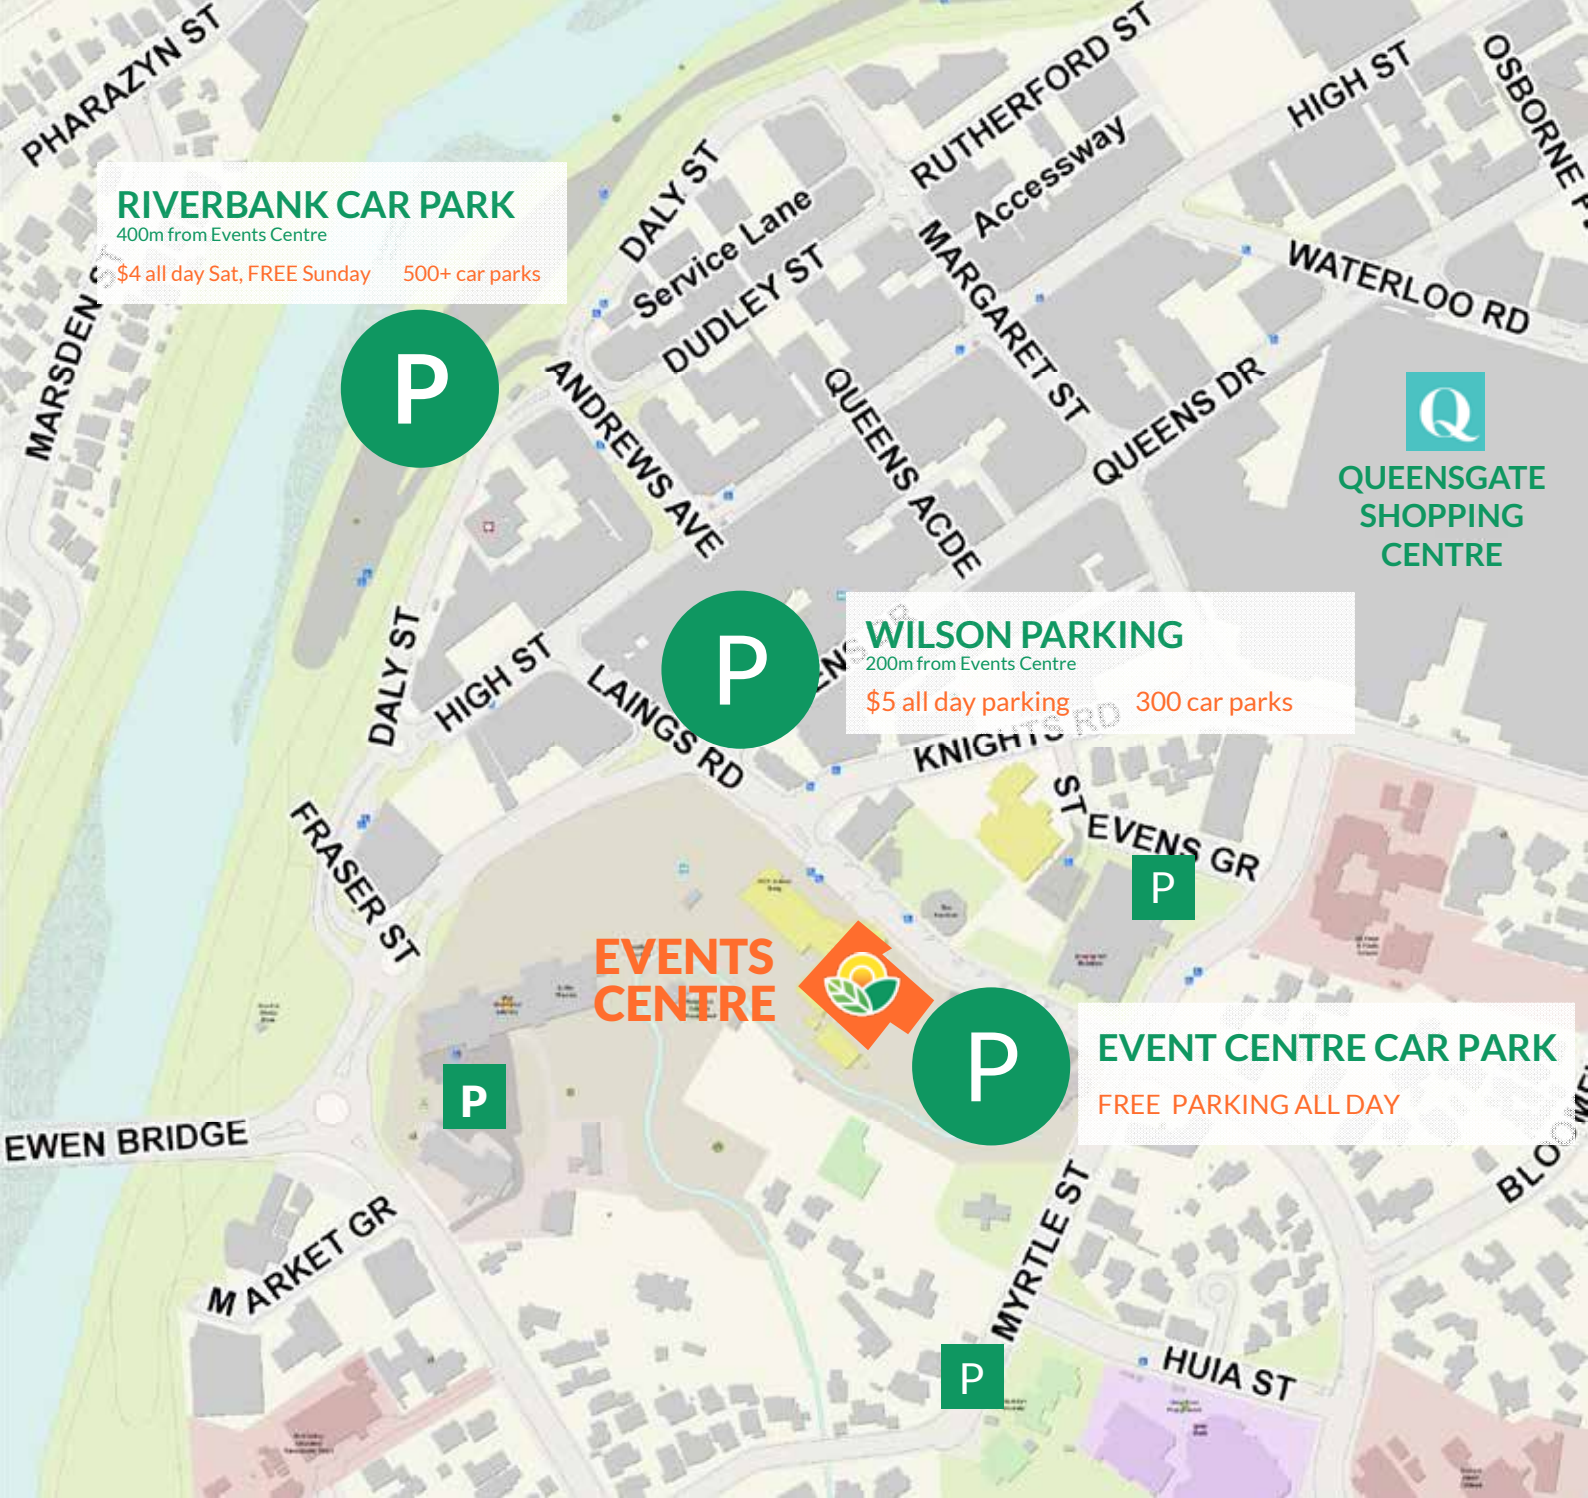 PHARAZYN ST
RUTHERFORD ST
HIGH ST
OSBORNE
Accessway
DALY ST
RIVERBANK CAR PARK
400m from Events Centre
$4 all day Sat, FREE Sunday 500+ car parks
Service Lane
MARGARET ST
WATERLOO RD
DUDLEY ST
MARSDEN ST
P
ANDREWS AVE
QUEENS ACDE
QUEENS DR
Q
QUEENSGATE
SHOPPING
CENTRE
DALY ST
HIGH ST
LAINGS RD
P
WILSON PARKING
200m from Events Centre
$5 all day parking 300 car parks
KNIGHTS RD
ST EVENS GR
P
FRASER ST
EVENTS
CENTRE
P
EVENT CENTRE CAR PARK
FREE PARKING ALL DAY
P
EWEN BRIDGE
MARKET GR
MYRTLE ST
P
HUIA ST